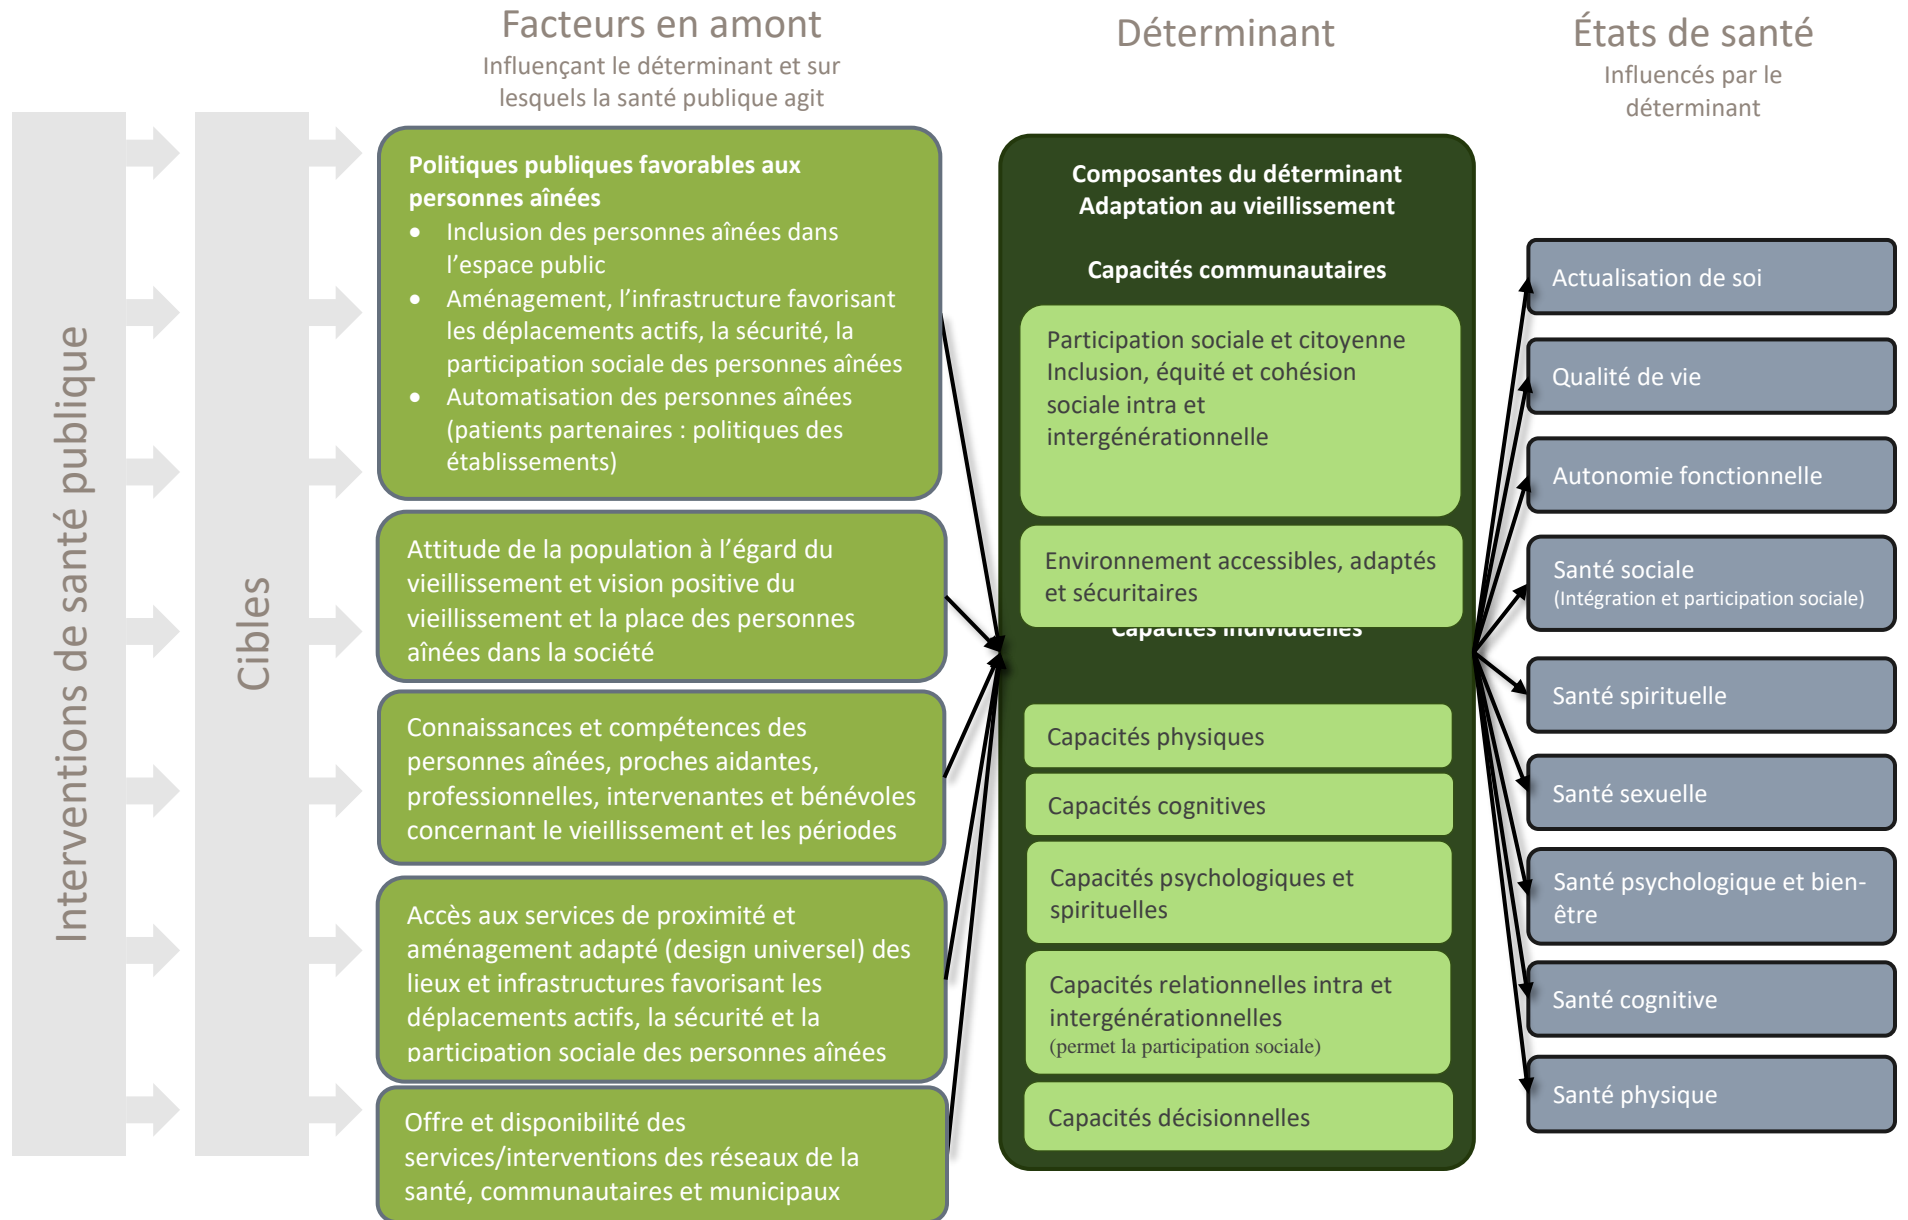 Facteurs en amont
Influençant le déterminant et sur
lesquels la santé publique agit
Déterminant
États de santé
Influencés par le
déterminant
Interventions de santé publique
Cibles
Politiques publiques favorables aux
personnes aînées
• Inclusion des personnes aînées dans
l’espace public
• Aménagement, l’infrastructure favorisant
les déplacements actifs, la sécurité, la
participation sociale des personnes aînées
• Automatisation des personnes aînées
(patients partenaires : politiques des
établissements)
Attitude de la population à l’égard du
vieillissement et vision positive du
vieillissement et la place des personnes
aînées dans la société
Connaissances et compétences des
personnes aînées, proches aidantes,
professionnelles, intervenantes et bénévoles
concernant le vieillissement et les périodes
Accès aux services de proximité et
aménagement adapté (design universel) des
lieux et infrastructures favorisant les
déplacements actifs, la sécurité et la
participation sociale des personnes aînées
Offre et disponibilité des
services/interventions des réseaux de la
santé, communautaires et municipaux
Composantes du déterminant
Adaptation au vieillissement
Capacités communautaires
Participation sociale et citoyenne
Inclusion, équité et cohésion
sociale intra et
intergénérationnelle
Environnement accessibles, adaptés
et sécuritaires
Capacités individuelles
Capacités physiques
Capacités cognitives
Capacités psychologiques et
spirituelles
Capacités relationnelles intra et
intergénérationnelles
(permet la participation sociale)
Capacités décisionnelles
Actualisation de soi
Qualité de vie
Autonomie fonctionnelle
Santé sociale
(Intégration et participation sociale)
Santé spirituelle
Santé sexuelle
Santé psychologique et bien-
être
Santé cognitive
Santé physique